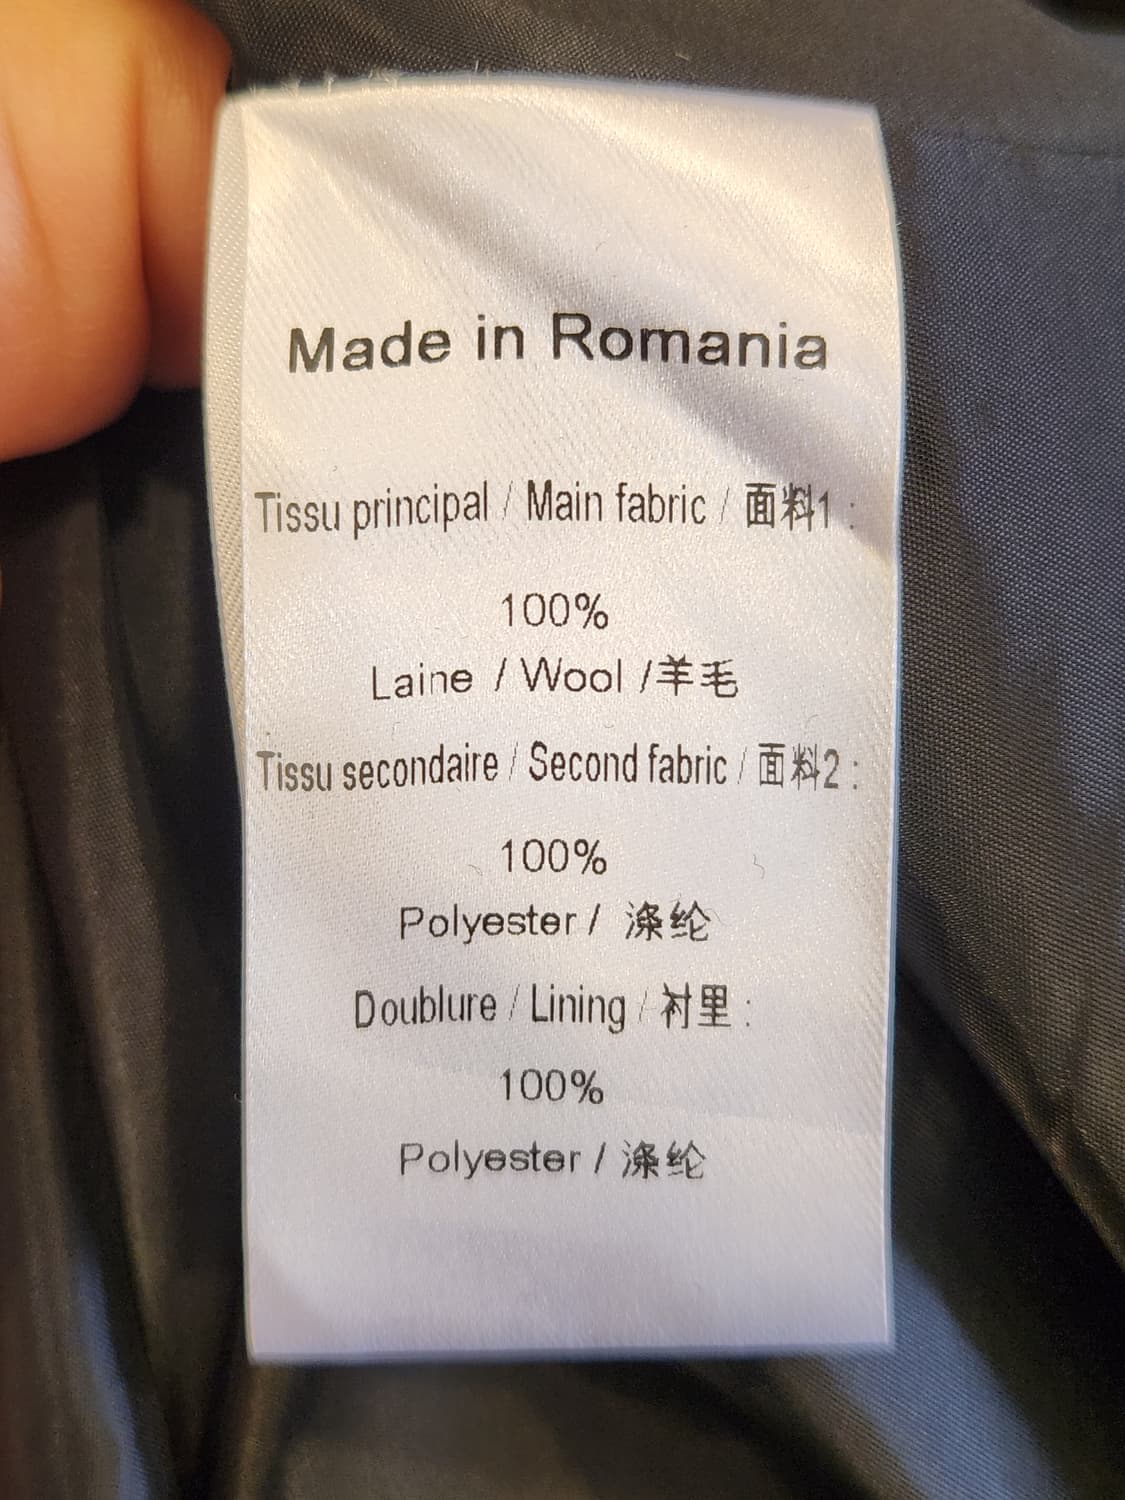 Made in Romania
Tissu principal / Main fabric / 面料1 :
100%
Laine / Wool /羊毛
Tissu secondaire / Second fabric / 面料2 :
100%
Polyester / 涤纶
Doublure / Lining / 衬里 :
100%
Polyester / 涤纶